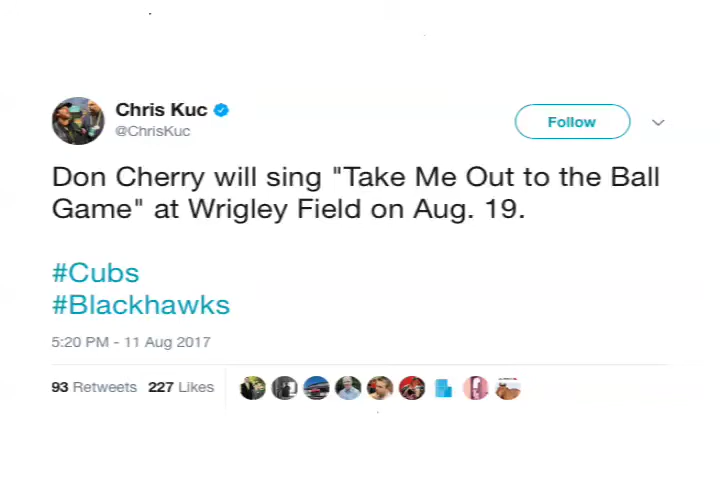 Chris Kuc
@ChrisKuc
Follow
Don Cherry will sing "Take Me Out to the Ball
Game" at Wrigley Field on Aug. 19.
#Cubs
#Blackhawks
5:20 PM - 11 Aug 2017
93 Retweets 227 Likes